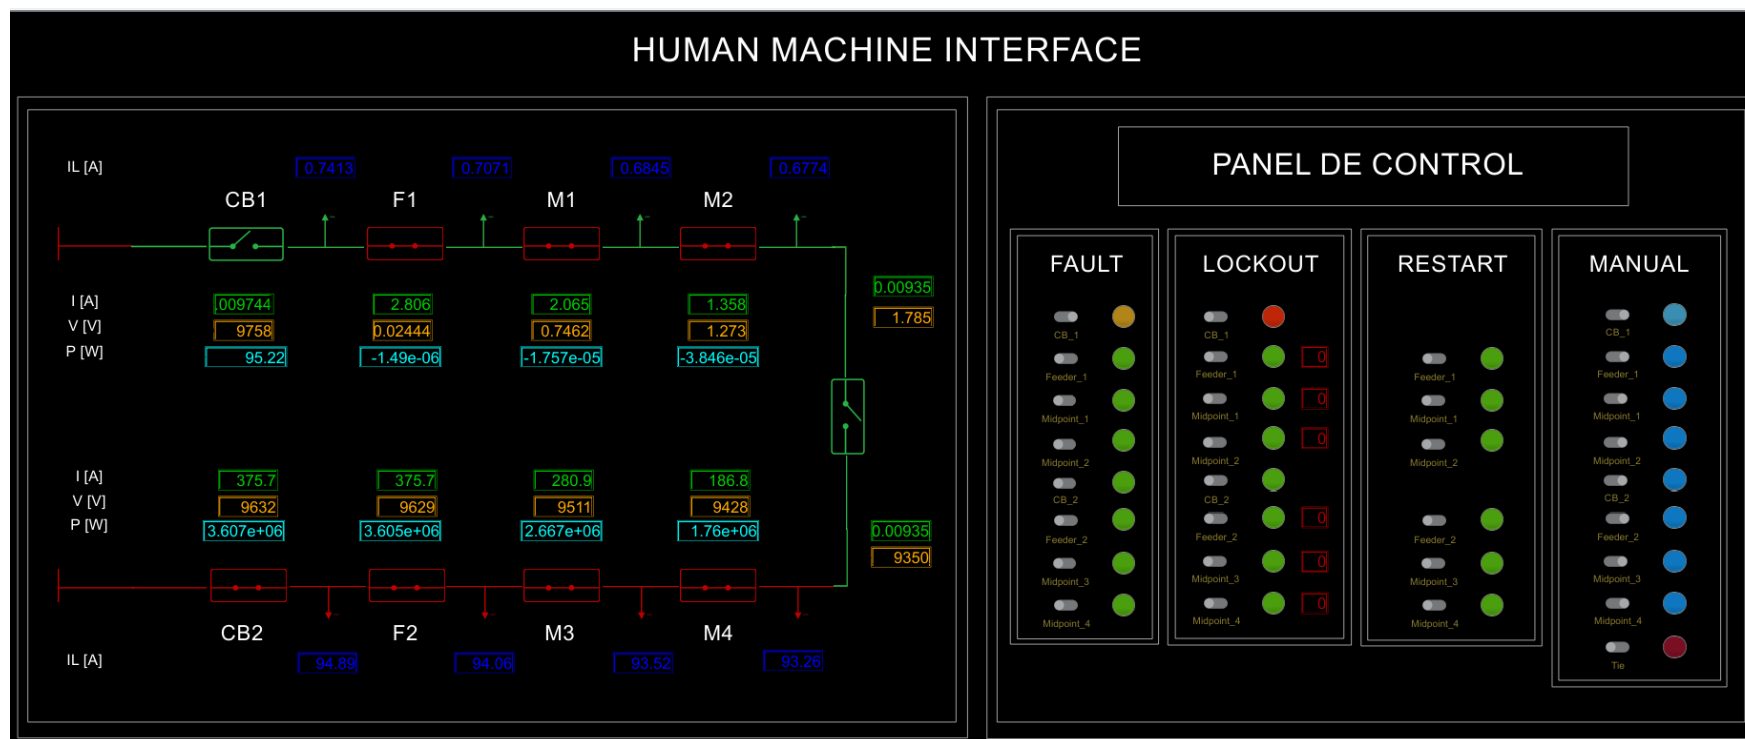 HUMAN MACHINE INTERFACE
IL [A]
0.7413
0.7071
0.6845
0.6774
CB1
F1
M1
M2
I [A]
.009744
2.806
2.065
1.358
V [V]
9758
0.02444
0.7462
1.273
P [W]
95.22
-1.49e-06
-1.757e-05
-3.846e-05
0.00935
1.785
I [A]
375.7
375.7
280.9
186.8
V [V]
9632
9629
9511
9428
P [W]
3.607e+06
3.605e+06
2.667e+06
1.76e+06
0.00935
9350
CB2
F2
M3
M4
IL [A]
94.89
94.06
93.52
93.26
PANEL DE CONTROL
FAULT
CB_1
Feeder_1
Midpoint_1
Midpoint_2
CB_2
Feeder_2
Midpoint_3
Midpoint_4
LOCKOUT
CB_1
Feeder_1
0
Midpoint_1
0
Midpoint_2
0
CB_2
Feeder_2
0
Midpoint_3
0
Midpoint_4
0
RESTART
Feeder_1
Midpoint_1
Midpoint_2
Feeder_2
Midpoint_3
Midpoint_4
MANUAL
CB_1
Feeder_1
Midpoint_1
Midpoint_2
CB_2
Feeder_2
Midpoint_3
Midpoint_4
Tie